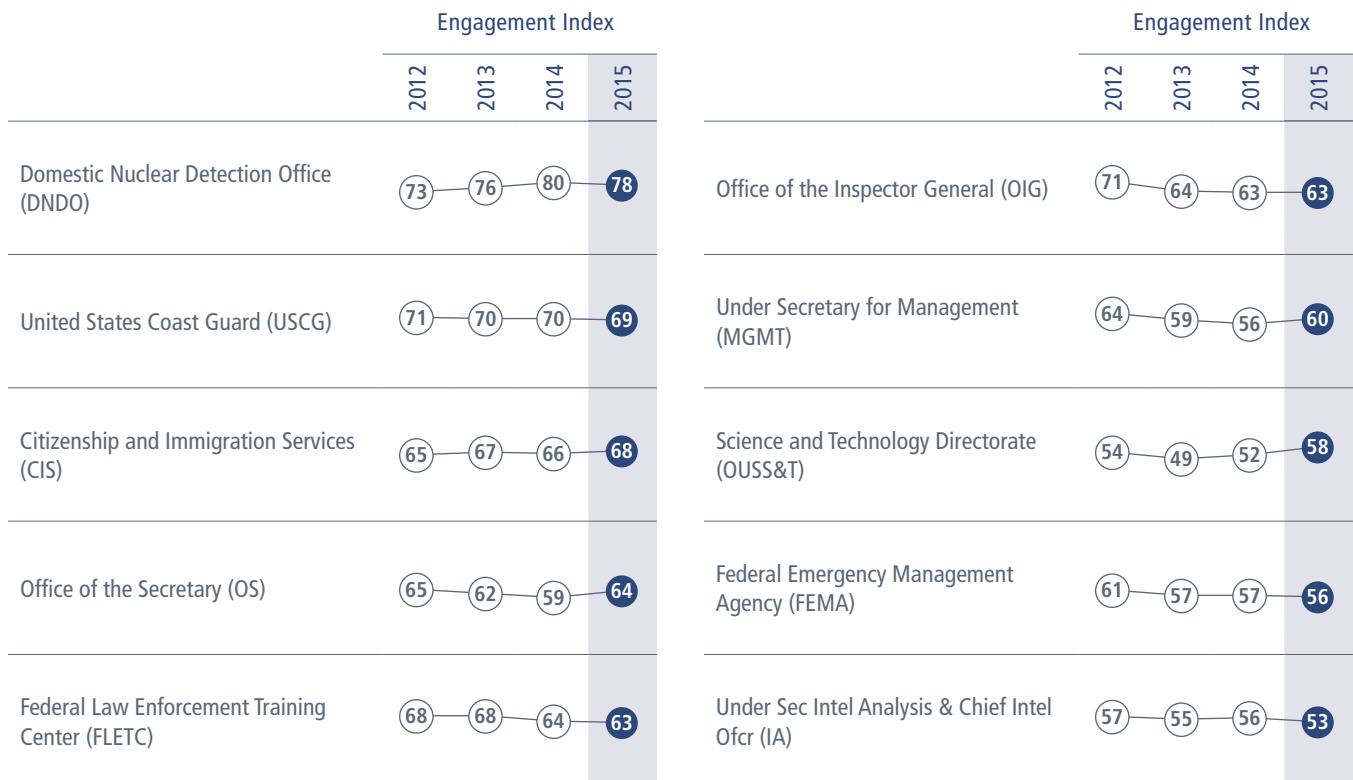 Engagement Index
2012 2013 2014 2015
Domestic Nuclear Detection Office
(DNDO)
73 76 80 78
United States Coast Guard (USCG)
71 70 70 69
Citizenship and Immigration Services
(CIS)
65 67 66 68
Office of the Secretary (OS)
65 62 59 64
Federal Law Enforcement Training
Center (FLETC)
68 68 64 63
Engagement Index
2012 2013 2014 2015
Office of the Inspector General (OIG)
71 64 63 63
Under Secretary for Management
(MGMT)
64 59 56 60
Science and Technology Directorate
(OUSS&T)
54 49 52 58
Federal Emergency Management
Agency (FEMA)
61 57 57 56
Under Sec Intel Analysis & Chief Intel
Ofcr (IA)
57 55 56 53